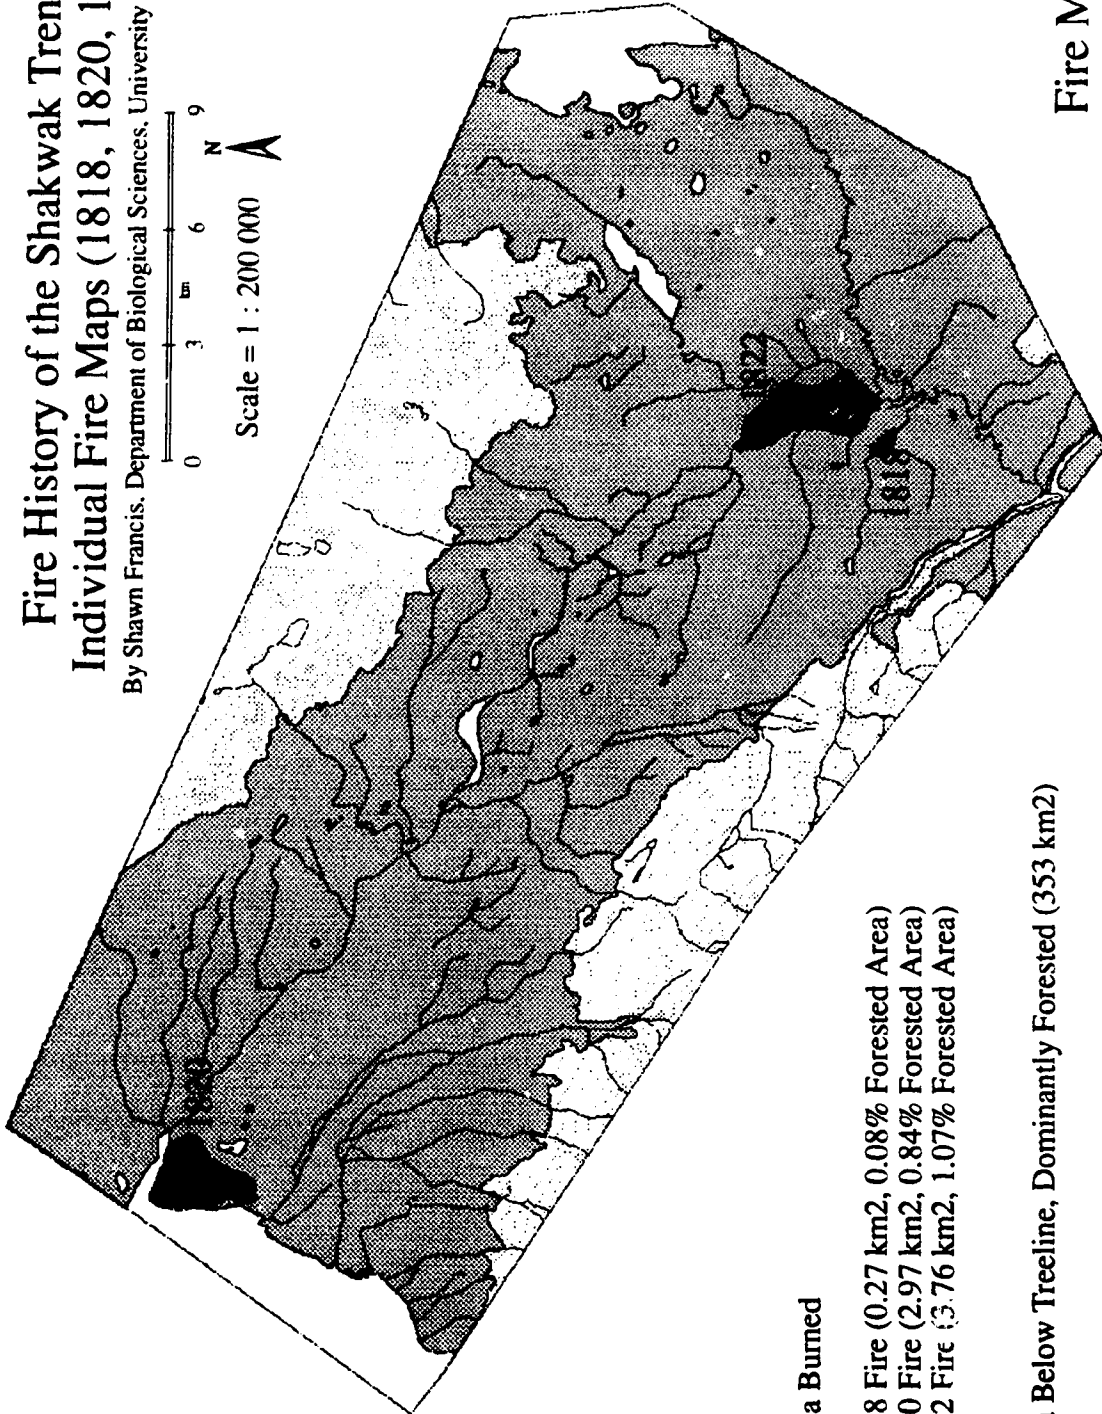 Fire History of the Shakwak Tren
Individual Fire Maps (1818, 1820, 1
By Shawn Francis, Department of Biological Sciences, University
0 3 km 6 9
N
Scale = 1 : 200 000
1820
1822
1818
a Burned
8 Fire (0.27 km2, 0.08% Forested Area)
0 Fire (2.97 km2, 0.84% Forested Area)
2 Fire (3.76 km2, 1.07% Forested Area)
Below Treeline, Dominantly Forested (353 km2)
Fire M